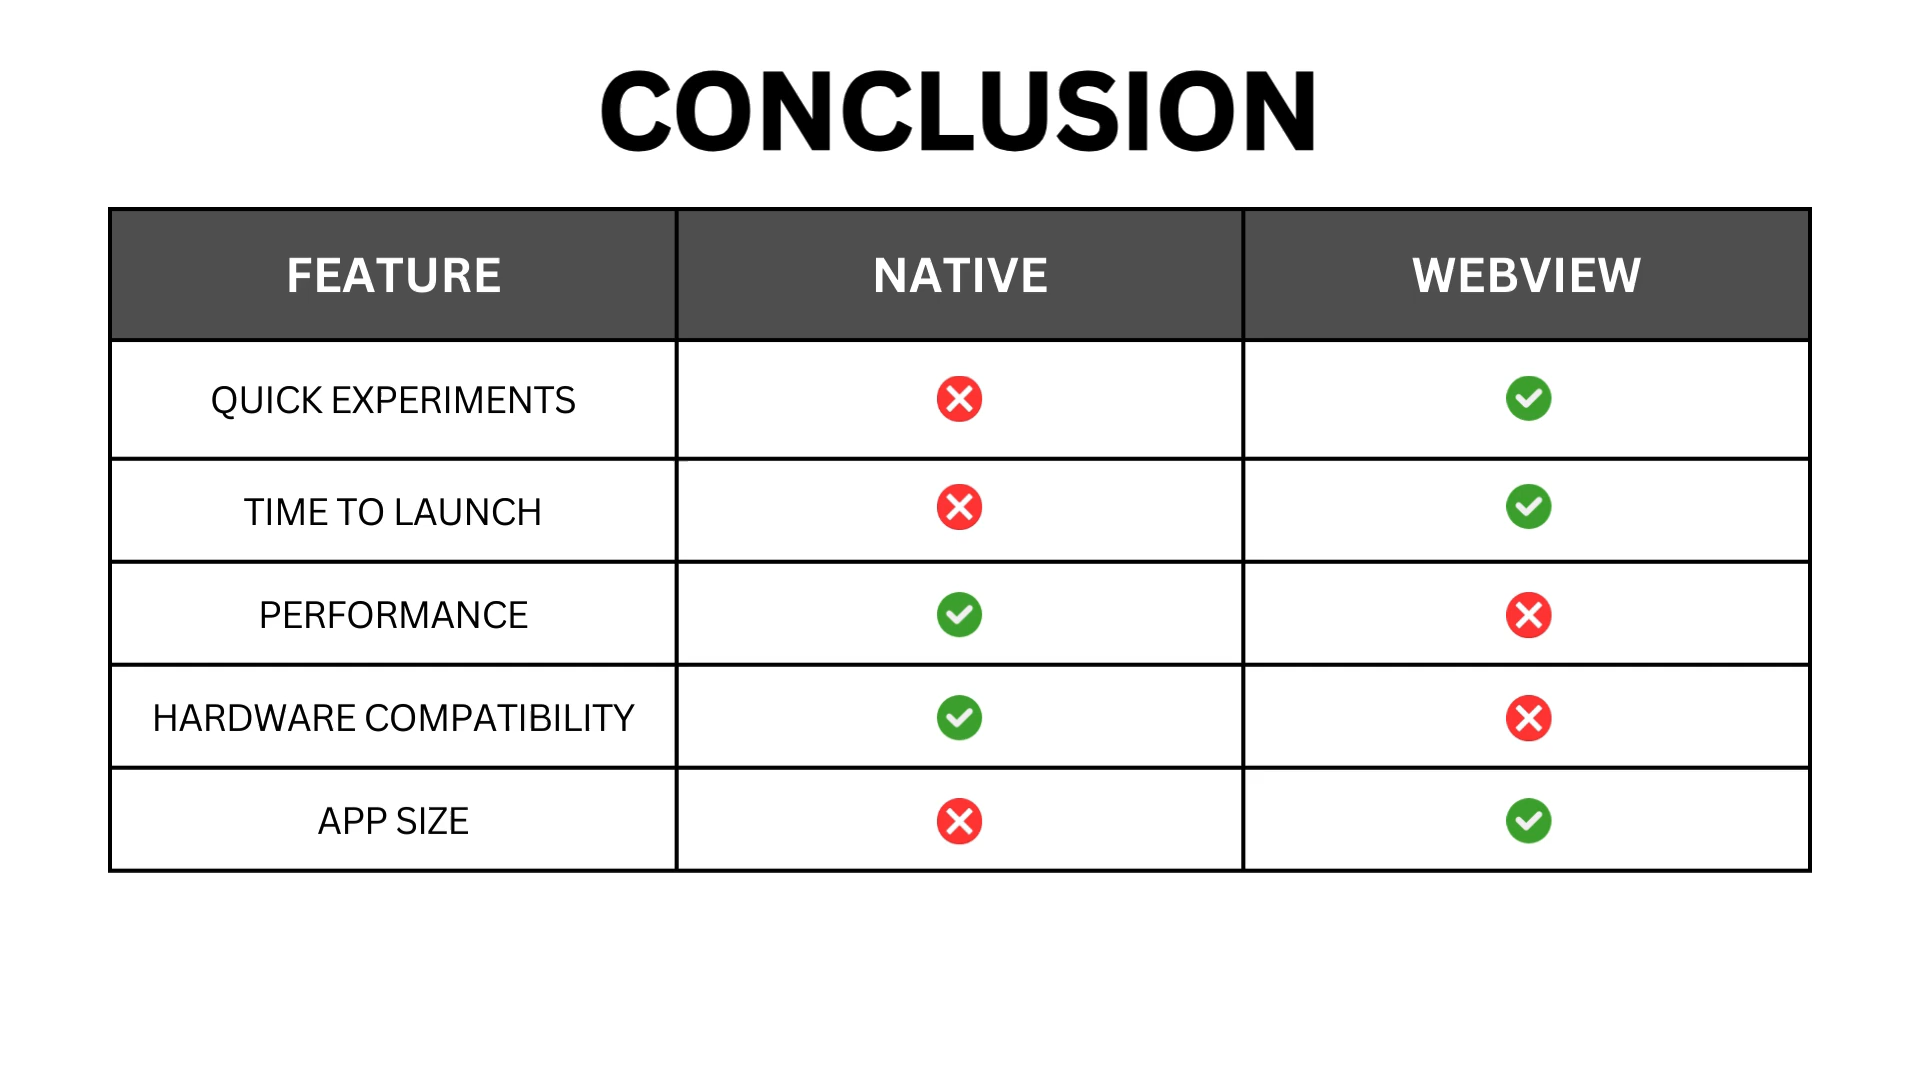 CONCLUSION
FEATURE NATIVE WEBVIEW
QUICK EXPERIMENTS
TIME TO LAUNCH
PERFORMANCE
HARDWARE COMPATIBILITY
APP SIZE